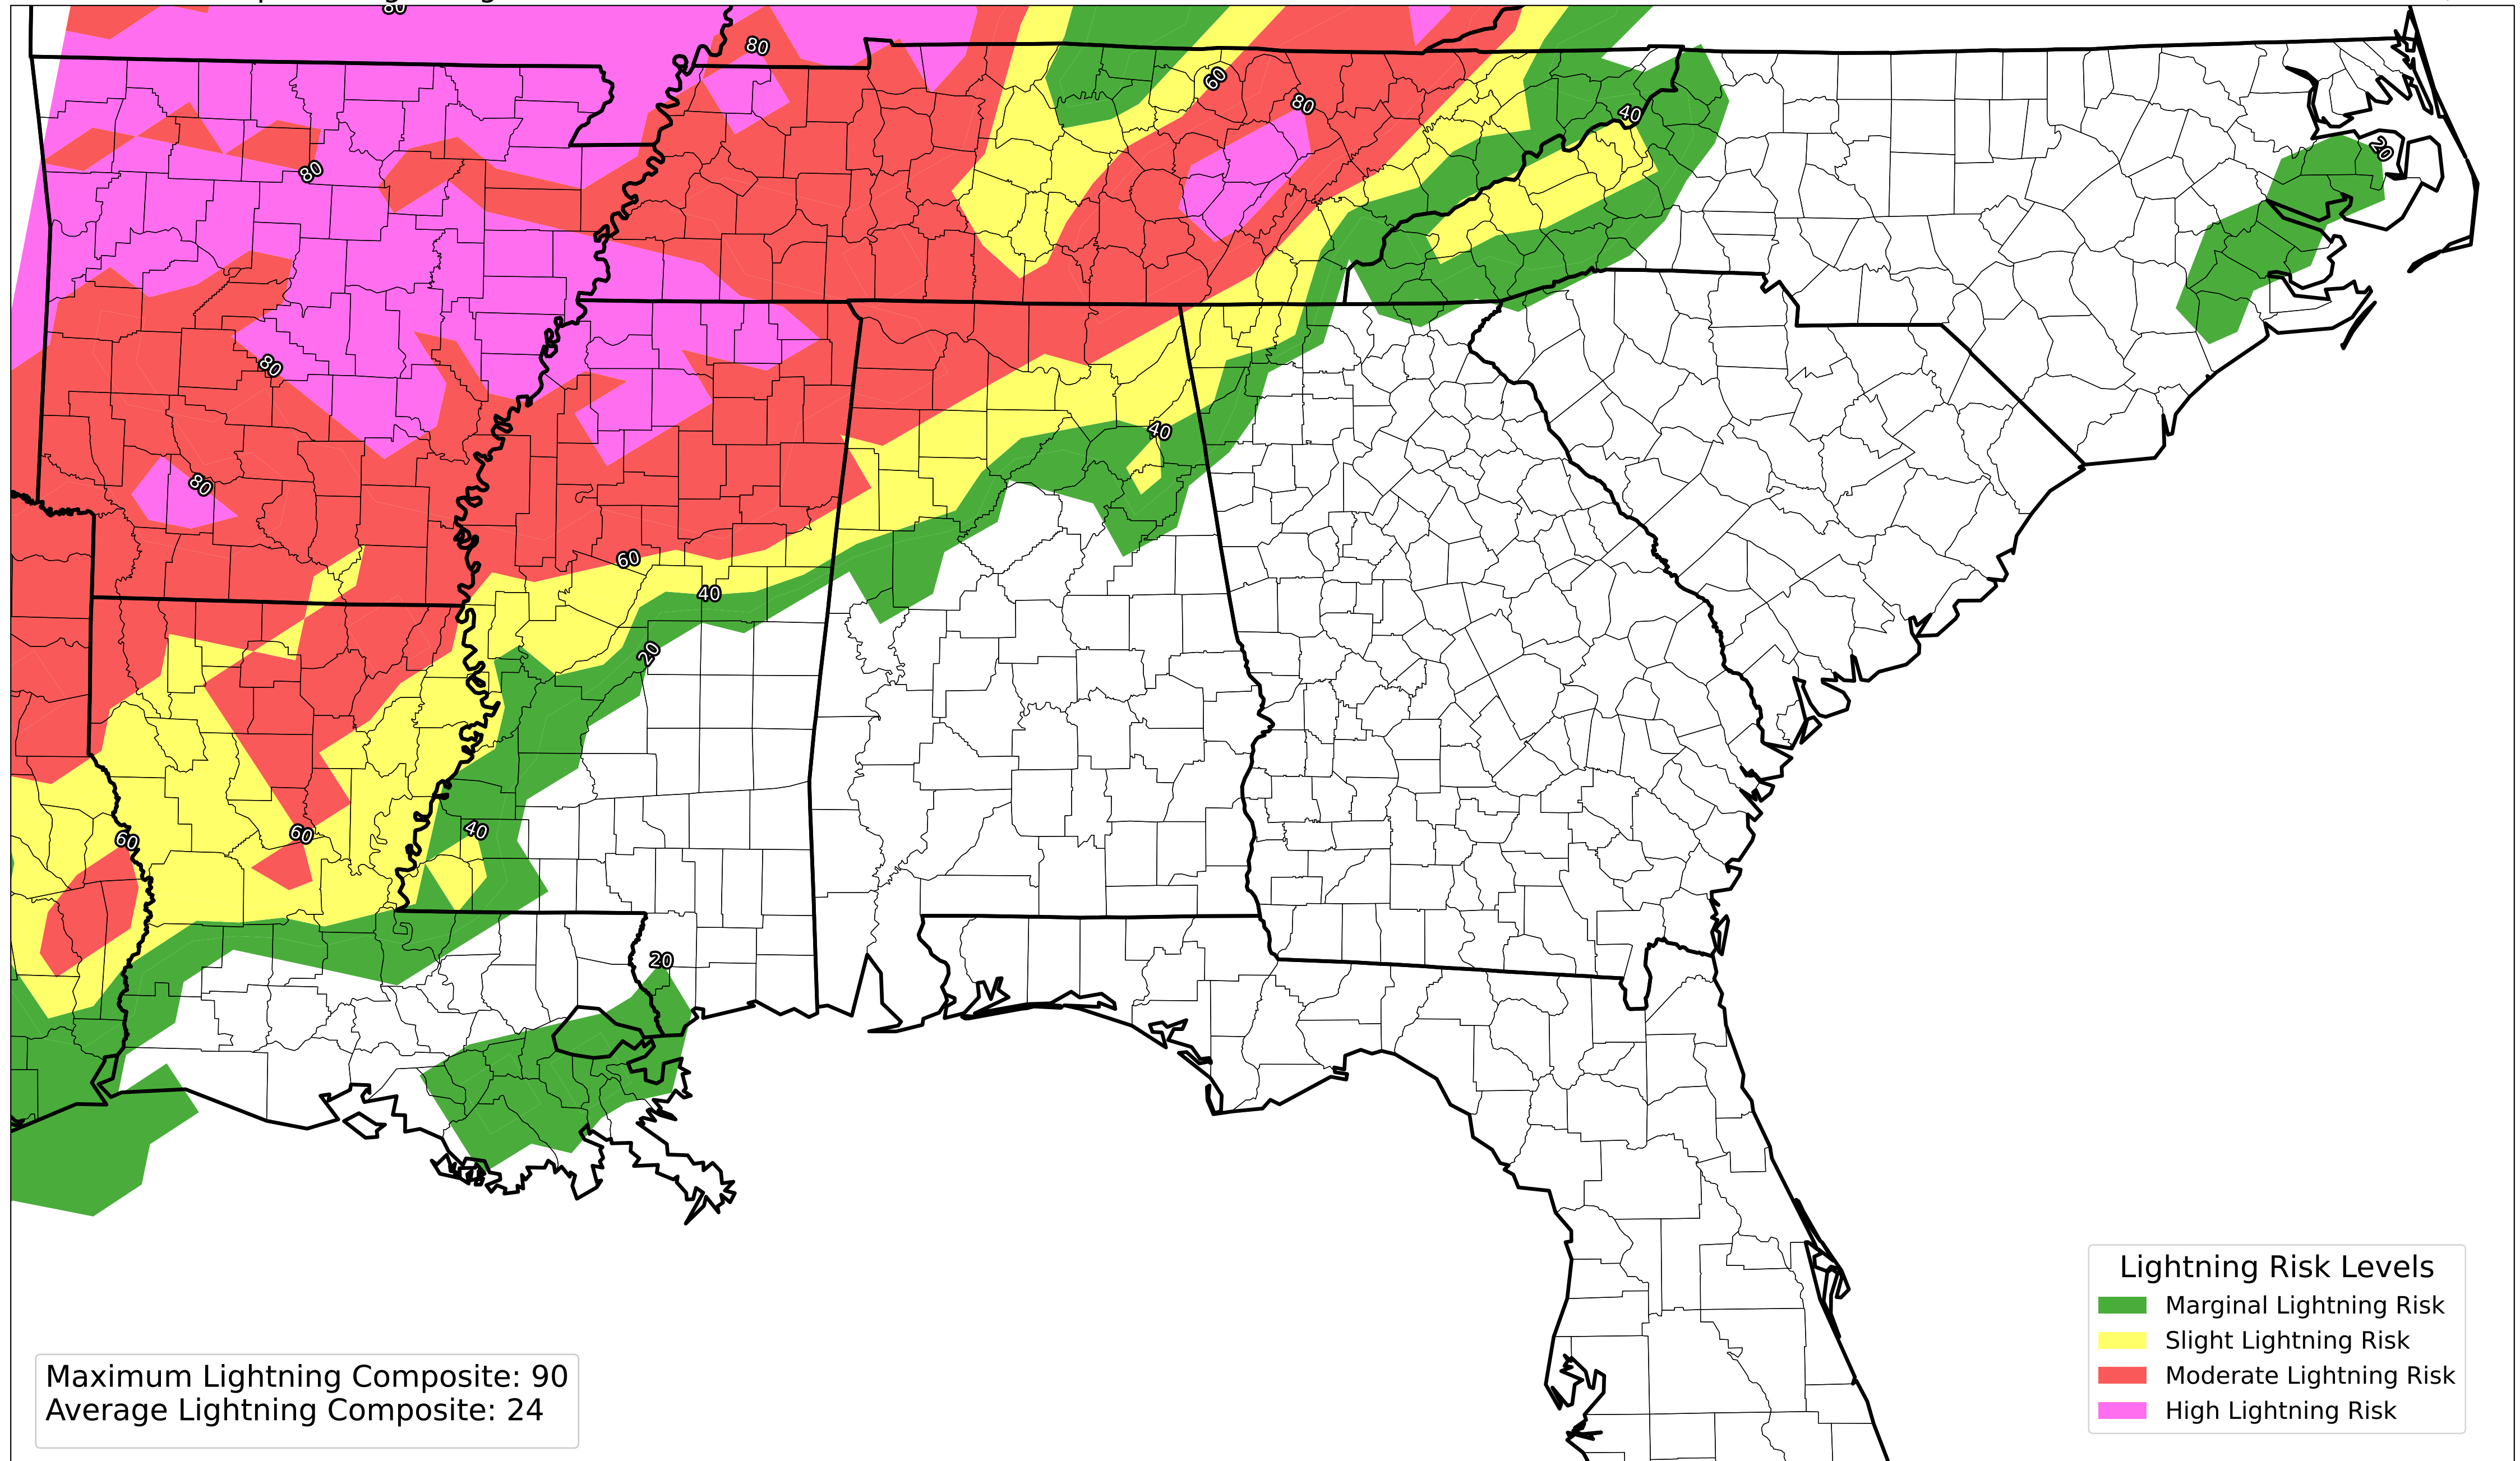 80
80
60
80
40
20
80
80
40
80
60
40
20
40
60
60
20
Lightning Risk Levels
Marginal Lightning Risk
Slight Lightning Risk
Moderate Lightning Risk
High Lightning Risk
Maximum Lightning Composite: 90
Average Lightning Composite: 24